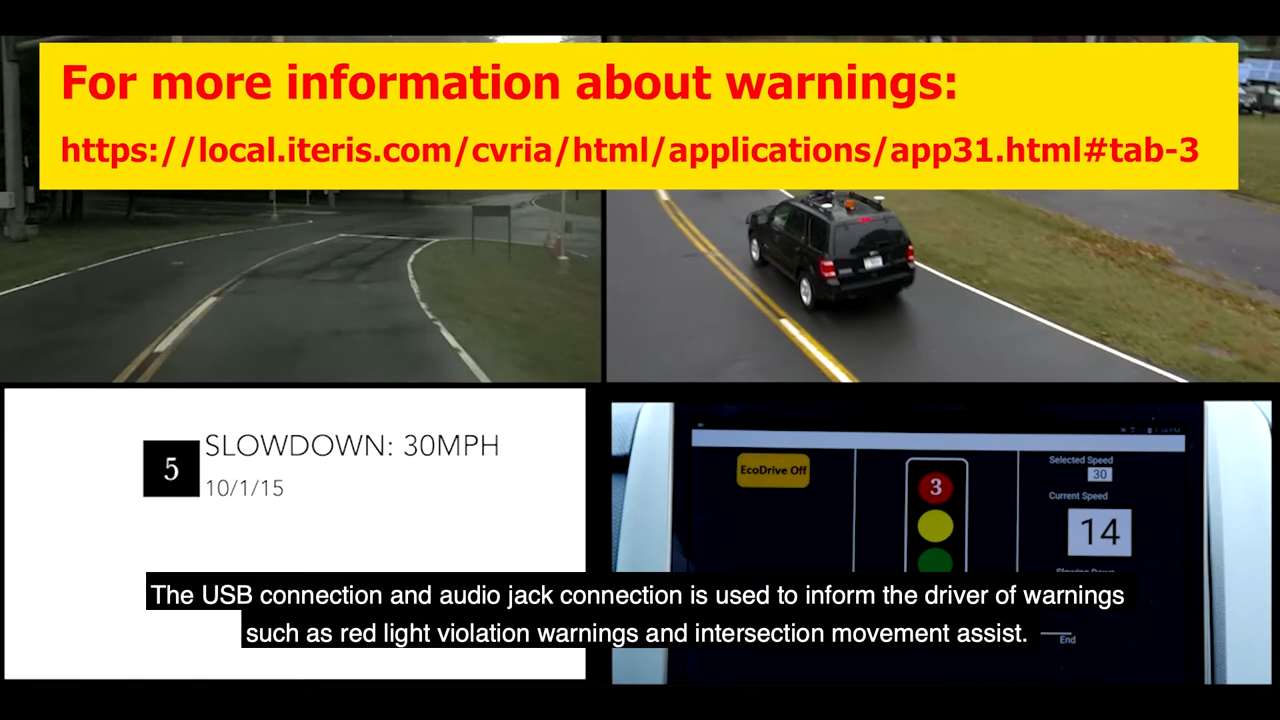 For more information about warnings:
https://local.iteris.com/cvria/html/applications/app31.html#tab-3
5
SLOWDOWN: 30MPH
10/1/15
EcoDrive Off
3
Selected Speed
30
Current Speed
14
The USB connection and audio jack connection is used to inform the driver of warnings
such as red light violation warnings and intersection movement assist.
End